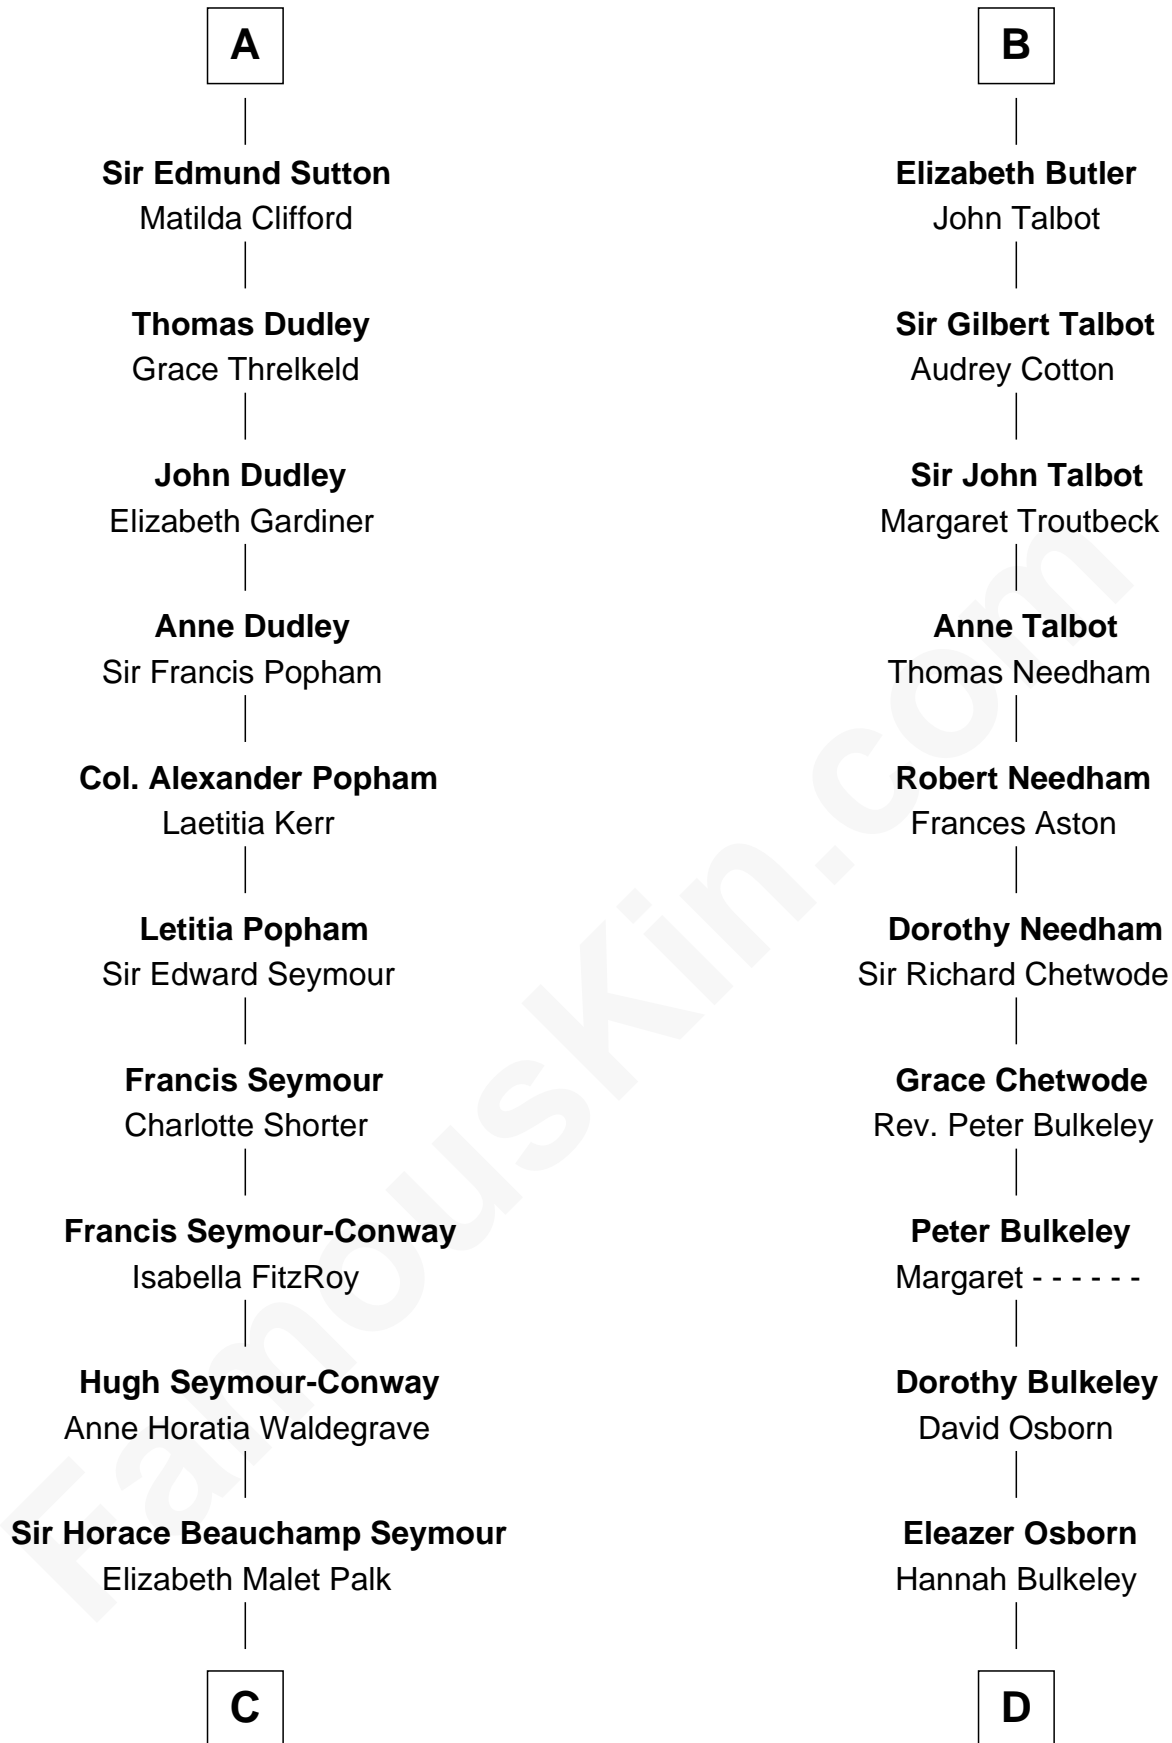 A
Sir Edmund Sutton
Matilda Clifford
Thomas Dudley
Grace Threlkeld
John Dudley
Elizabeth Gardiner
Anne Dudley
Sir Francis Popham
Col. Alexander Popham
Laetitia Kerr
Letitia Popham
Sir Edward Seymour
Francis Seymour
Charlotte Shorter
Francis Seymour-Conway
Isabella FitzRoy
Hugh Seymour-Conway
Anne Horatia Waldegrave
Sir Horace Beauchamp Seymour
Elizabeth Malet Palk
C
B
Elizabeth Butler
John Talbot
Sir Gilbert Talbot
Audrey Cotton
Sir John Talbot
Margaret Troutbeck
Anne Talbot
Thomas Needham
Robert Needham
Frances Aston
Dorothy Needham
Sir Richard Chetwode
Grace Chetwode
Rev. Peter Bulkeley
Peter Bulkeley
Margaret - - - - - -
Dorothy Bulkeley
David Osborn
Eleazer Osborn
Hannah Bulkeley
D
FamousKin.com